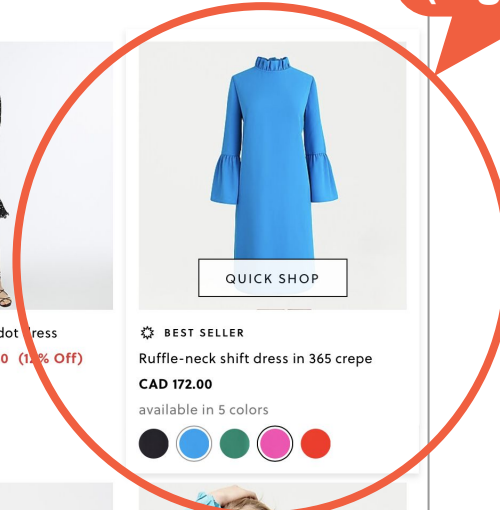 QUICK SHOP
BEST SELLER
dot dress
Ruffle-neck shift dress in 365 crepe
0 (12% Off)
CAD 172.00
available in 5 colors